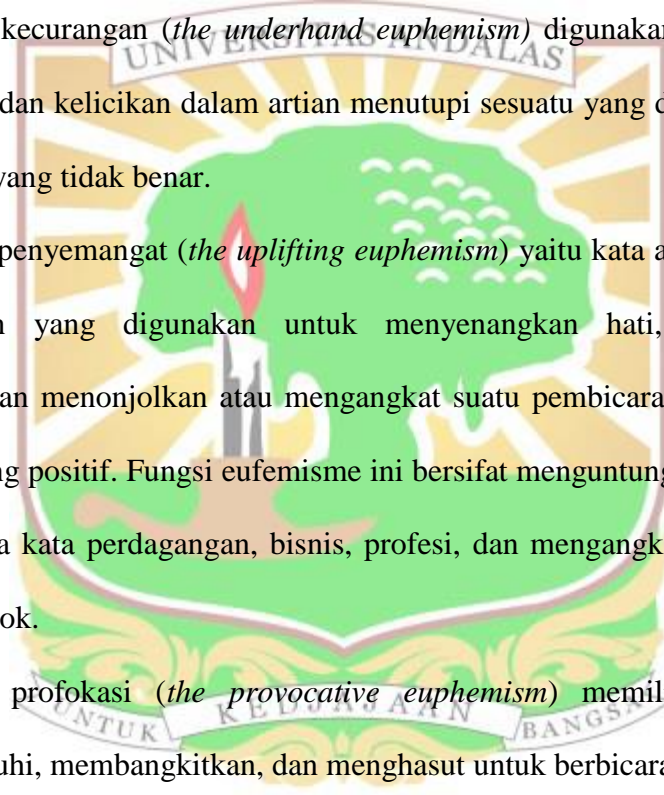 kecurangan (the underhand euphemism) digunakan
UNIVERSITAS ANDALAS
dan kelicikan dalam artian menutupi sesuatu yang d
yang tidak benar.
penyemangat (the uplifting euphemism) yaitu kata a
yang digunakan untuk menyenangkan hati,
an menonjolkan atau mengangkat suatu pembicara
ng positif. Fungsi eufemisme ini bersifat menguntung
a kata perdagangan, bisnis, profesi, dan mengangk
ok.
profokasi (the provocative euphemism) memil
UNTUK KEDJAJAAN BANGSA
uhi, membangkitkan, dan menghasut untuk berbicara